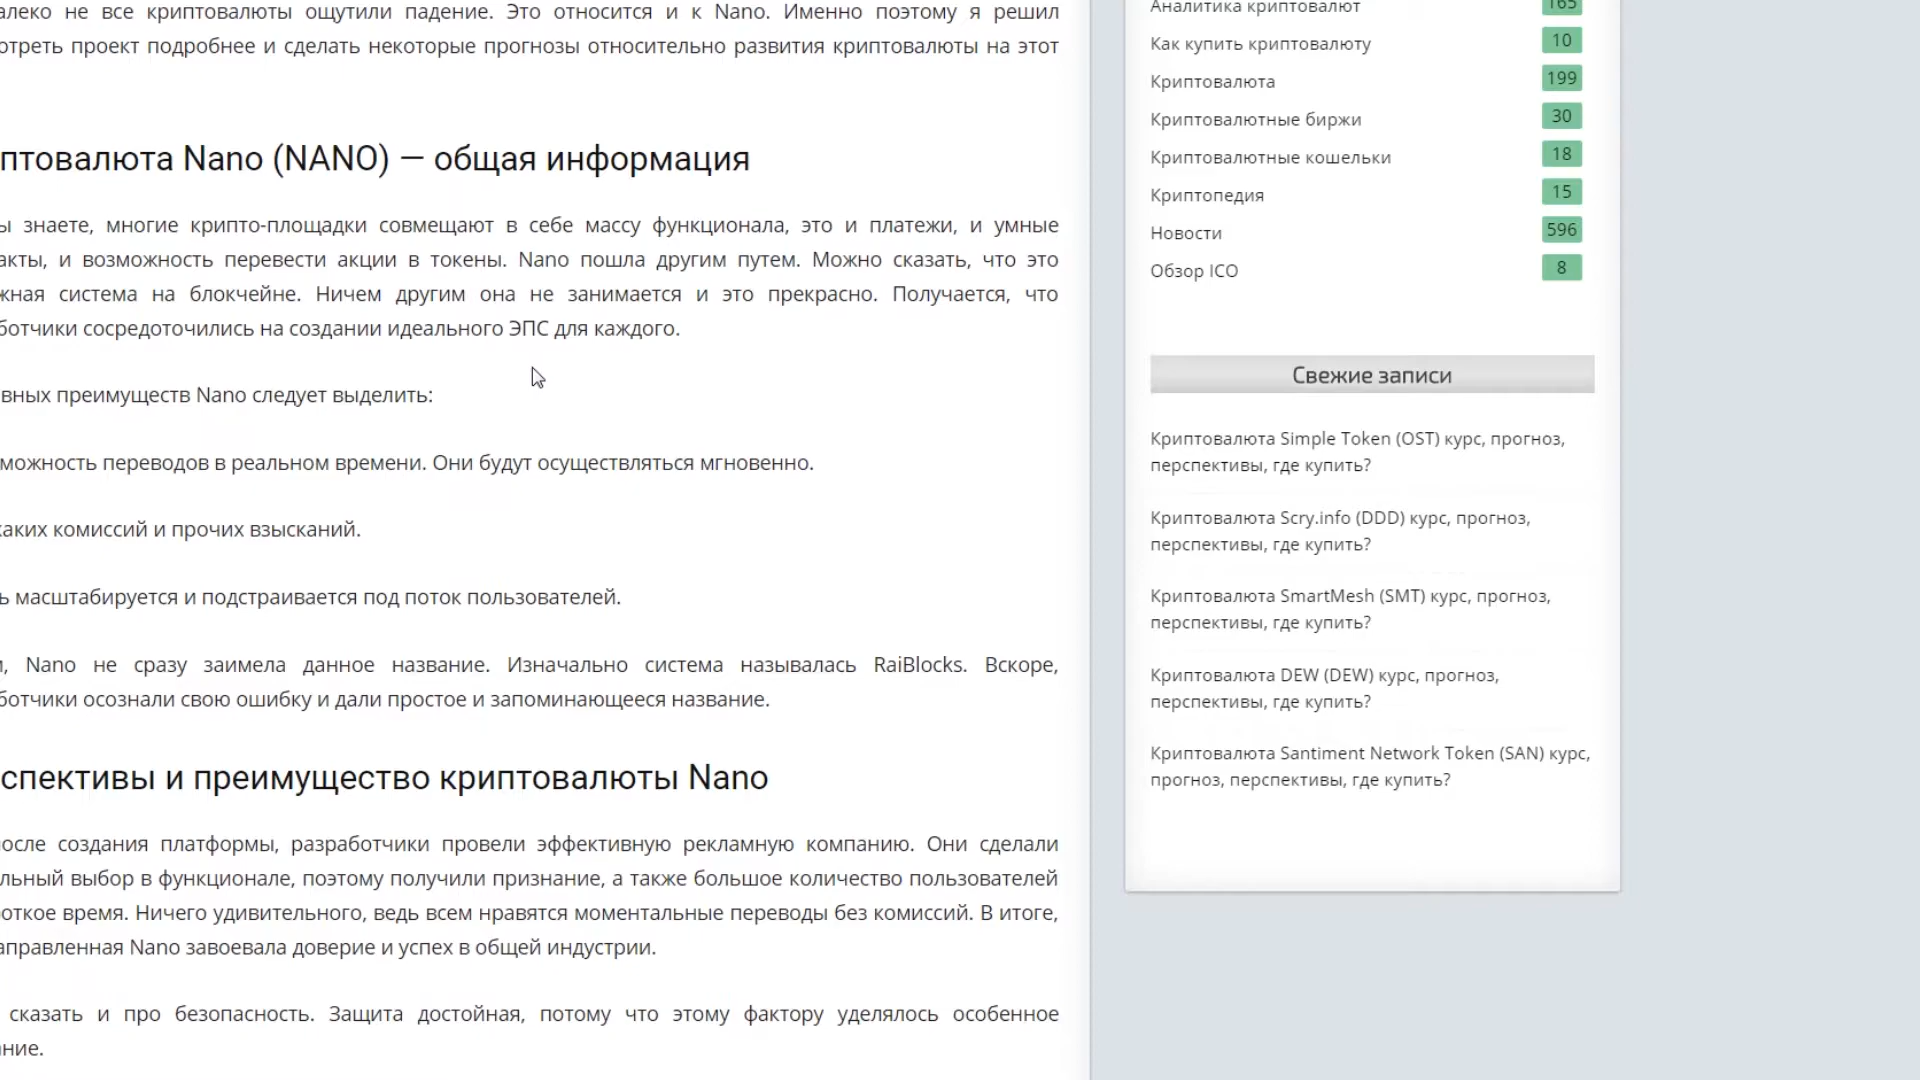 алеко не все криптовалюты ощутили падение. Это относится и к Nano. Именно поэтому я решил
отреть проект подробнее и сделать некоторые прогнозы относительно развития криптовалюты на этот
птовалюта Nano (NANO) — общая информация
ы знаете, многие крипто-площадки совмещают в себе массу функционала, это и платежи, и умные
акты, и возможность перевести акции в токены. Nano пошла другим путем. Можно сказать, что это
жная система на блокчейне. Ничем другим она не занимается и это прекрасно. Получается, что
ботчики сосредоточились на создании идеального ЭПС для каждого.
вных преимуществ Nano следует выделить:
можность переводов в реальном времени. Они будут осуществляться мгновенно.
каких комиссий и прочих взысканий.
ь масштабируется и подстраивается под поток пользователей.
и, Nano не сразу заимела данное название. Изначально система называлась RaiBlocks. Вскоре,
ботчики осознали свою ошибку и дали простое и запоминающееся название.
спективы и преимущество криптовалюты Nano
осле создания платформы, разработчики провели эффективную рекламную компанию. Они сделали
льный выбор в функционале, поэтому получили признание, а также большое количество пользователей
откое время. Ничего удивительного, ведь всем нравятся моментальные переводы без комиссий. В итоге,
аправленная Nano завоевала доверие и успех в общей индустрии.
сказать и про безопасность. Защита достойная, потому что этому фактору уделялось особенное
ание.
Аналитика криптовалют 165
Как купить криптовалюту 10
Криптовалюта 199
Криптовалютные биржи 30
Криптовалютные кошельки 18
Криптопедия 15
Новости 596
Обзор ICO 8
Свежие записи
Криптовалюта Simple Token (OST) курс, прогноз,
перспективы, где купить?
Криптовалюта Scry.info (DDD) курс, прогноз,
перспективы, где купить?
Криптовалюта SmartMesh (SMT) курс, прогноз,
перспективы, где купить?
Криптовалюта DEW (DEW) курс, прогноз,
перспективы, где купить?
Криптовалюта Santiment Network Token (SAN) курс,
прогноз, перспективы, где купить?